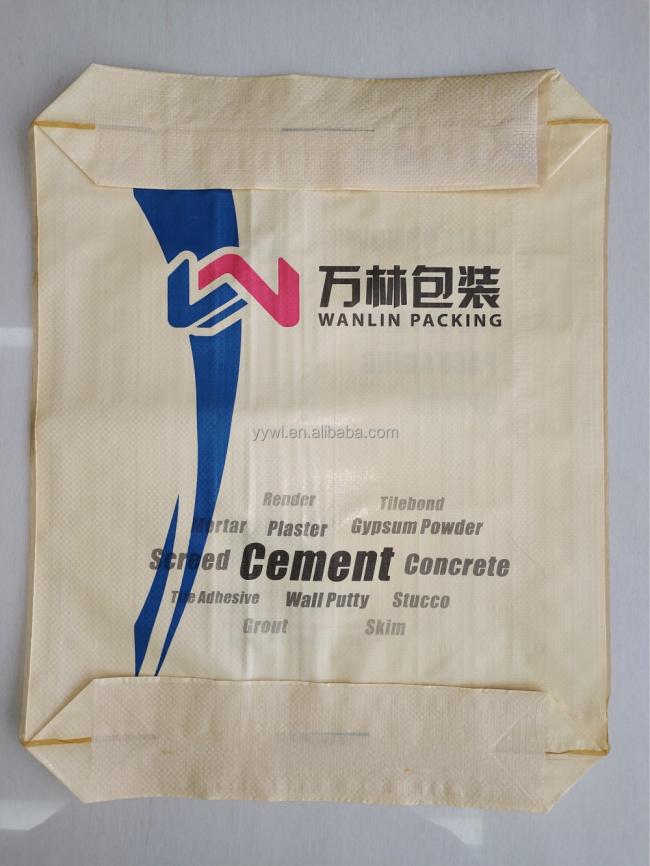 万林包装
WANLIN PACKING
yywl.en.alibaba.com
Render Tilebond
Mortar Plaster Gypsum Powder
Screed Cement Concrete
Tile Adhesive Wall Putty Stucco
Grout Skim